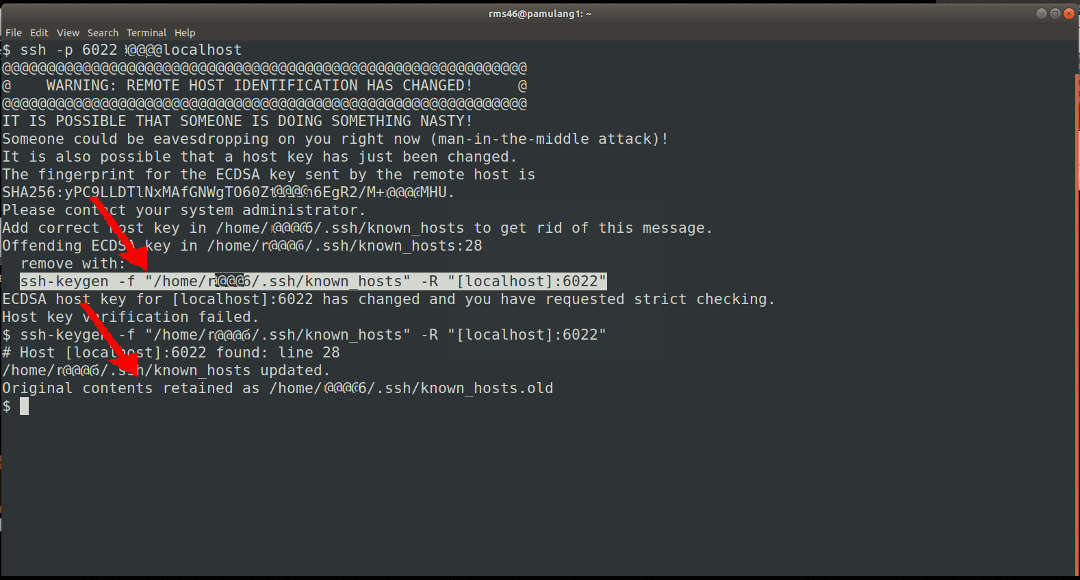 rms46@pamulang1: ~
File Edit View Search Terminal Help
$ ssh -p 6022 @@@@localhost
@@@@@@@@@@@@@@@@@@@@@@@@@@@@@@@@@@@@@@@@@@@@@@@@@@@@@@@@@@@
@    WARNING: REMOTE HOST IDENTIFICATION HAS CHANGED!     @
@@@@@@@@@@@@@@@@@@@@@@@@@@@@@@@@@@@@@@@@@@@@@@@@@@@@@@@@@@@
IT IS POSSIBLE THAT SOMEONE IS DOING SOMETHING NASTY!
Someone could be eavesdropping on you right now (man-in-the-middle attack)!
It is also possible that a host key has just been changed.
The fingerprint for the ECDSA key sent by the remote host is
SHA256:yPC9LLDTlNxMAfGNWgTO60Zt@@@@n6EgR2/M+@@@@MHU.
Please contact your system administrator.
Add correct host key in /home/r@@@@6/.ssh/known_hosts to get rid of this message.
Offending ECDSA key in /home/r@@@@6/.ssh/known_hosts:28
remove with:
ssh-keygen -f "/home/r@@@6/.ssh/known_hosts" -R "[localhost]:6022"
ECDSA host key for [localhost]:6022 has changed and you have requested strict checking.
Host key verification failed.
$ ssh-keygen -f "/home/r@@@@6/.ssh/known_hosts" -R "[localhost]:6022"
# Host [localhost]:6022 found: line 28
/home/r@@@@6/.ssh/known_hosts updated.
Original contents retained as /home/r@@@@6/.ssh/known_hosts.old
$